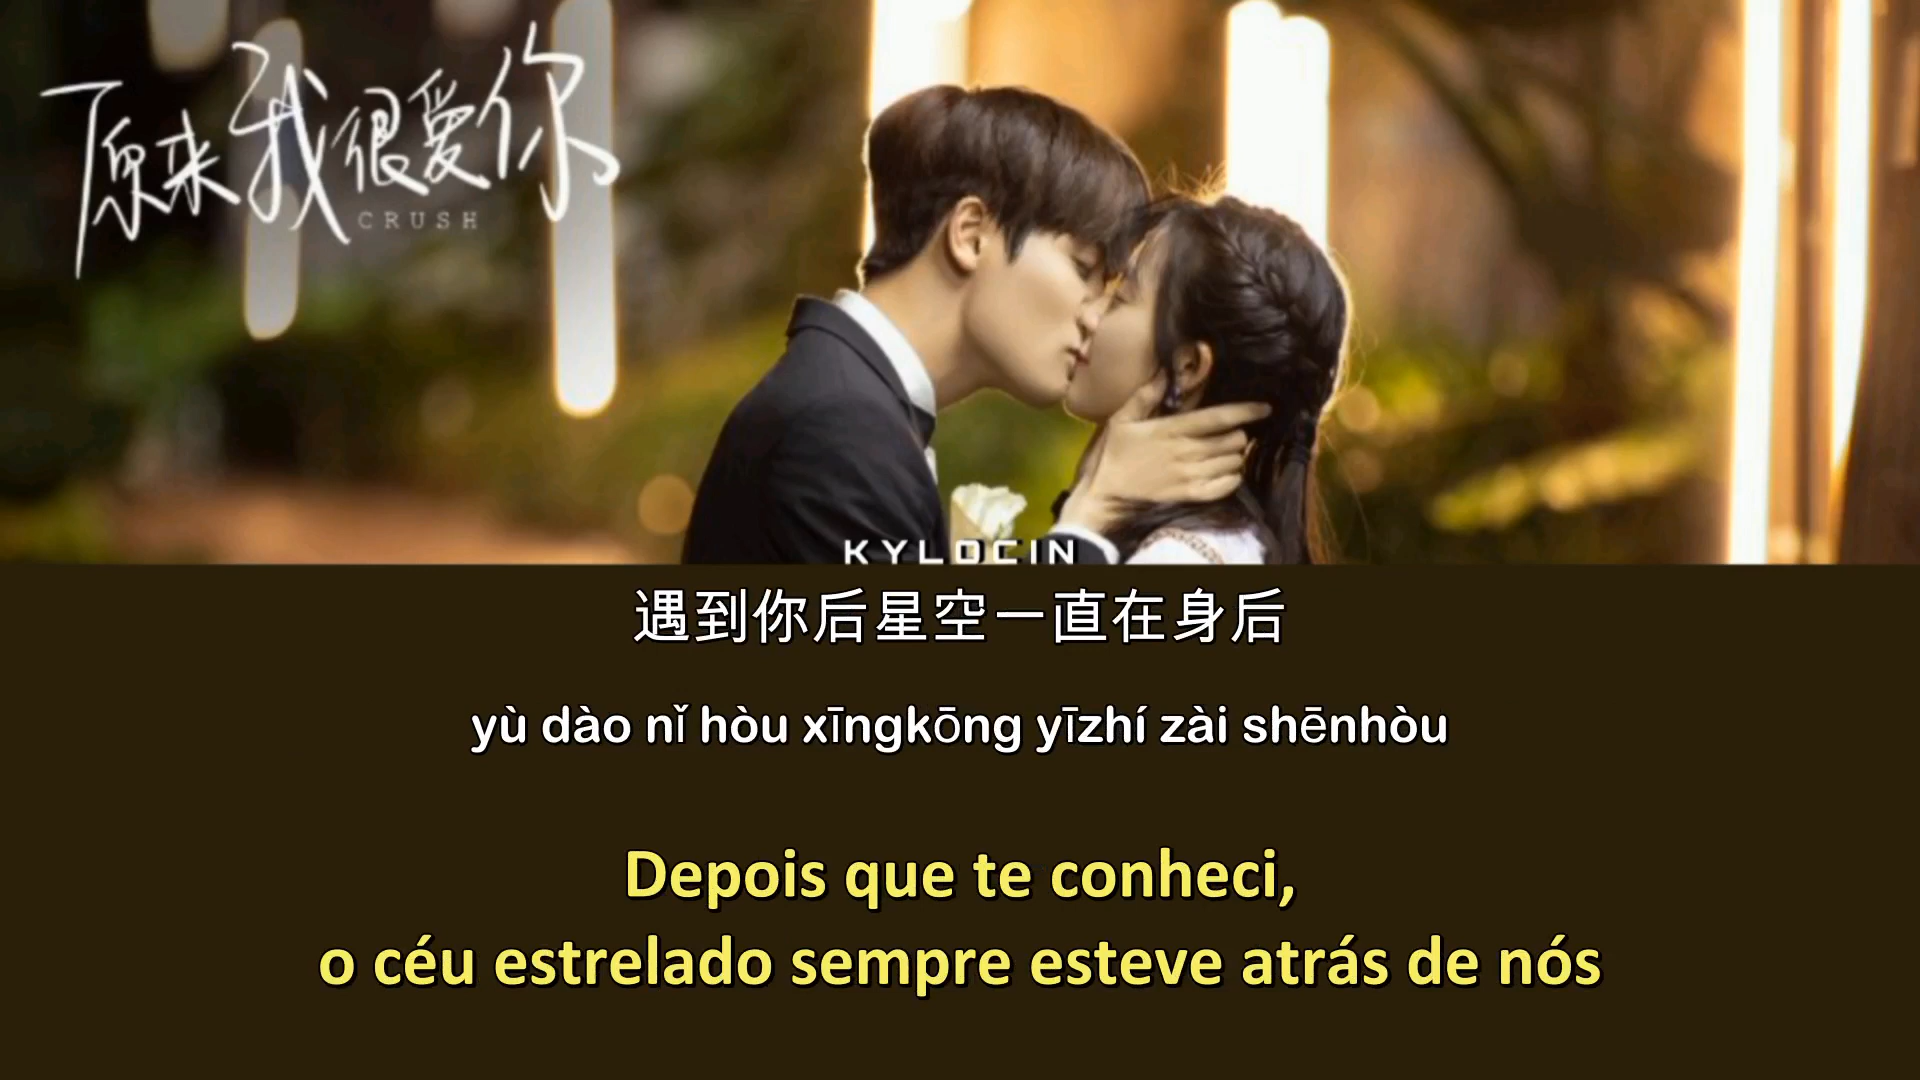 原来我很爱你
CRUSH
KYLOCIN
遇到你后星空一直在身后
yù dào nǐ hòu xīngkōng yīzhí zài shēnhòu
Depois que te conheci,
o céu estrelado sempre esteve atrás de nós